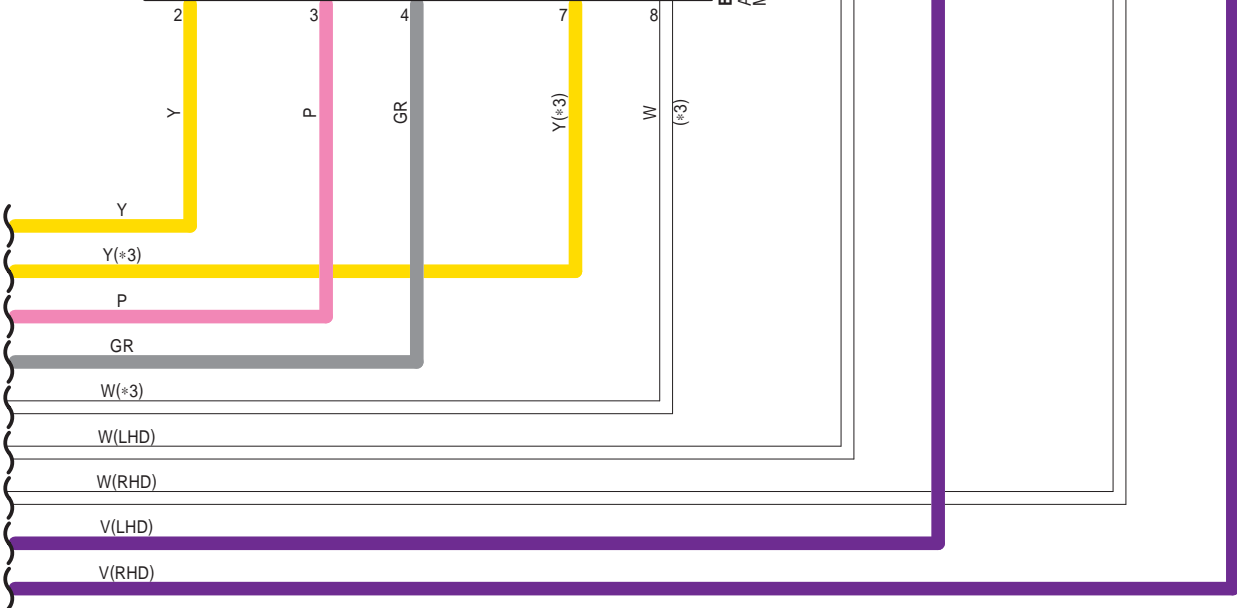 2 3 4 7 8
Y P GR Y(*3) W (*3)
Y
Y(*3)
P
GR
W(*3)
W(LHD)
W(RHD)
V(LHD)
V(RHD)